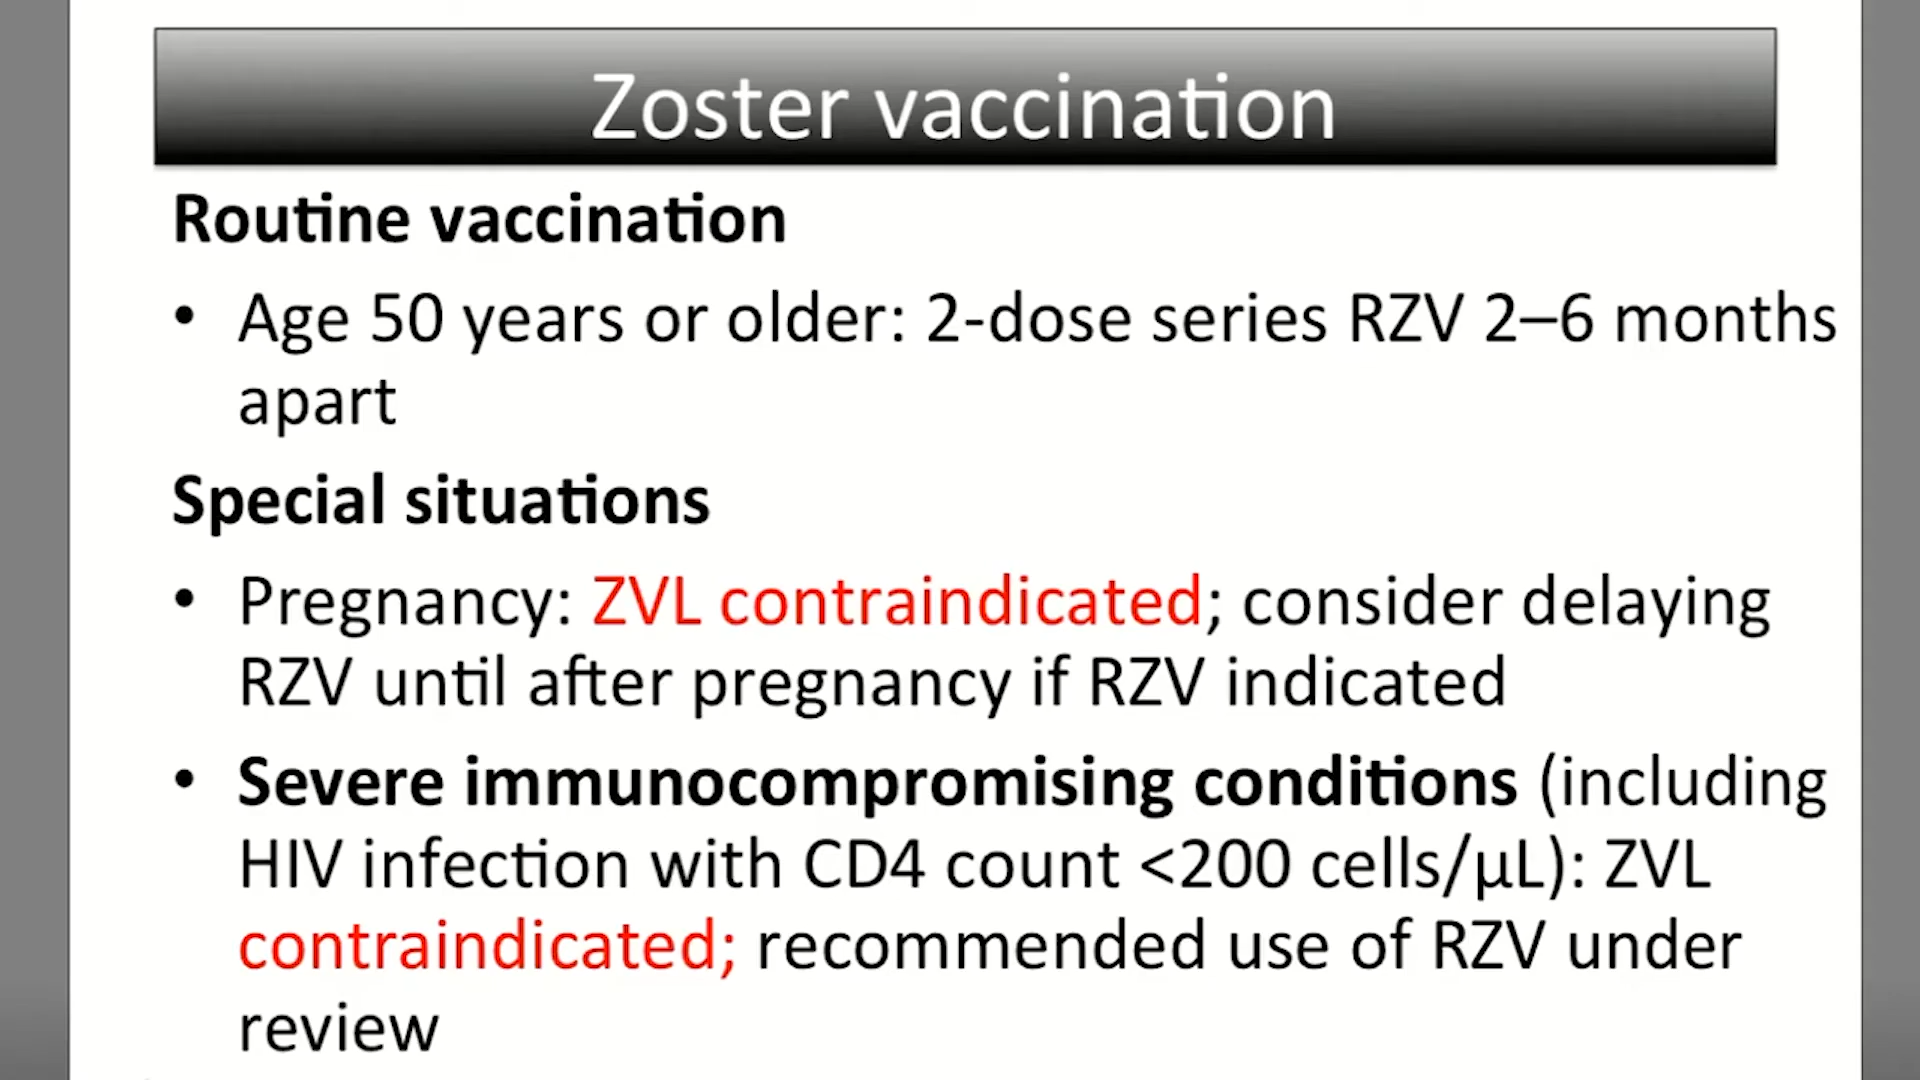 Zoster vaccination
Routine vaccination
• Age 50 years or older: 2-dose series RZV 2–6 months
apart
Special situations
• Pregnancy: ZVL contraindicated; consider delaying
RZV until after pregnancy if RZV indicated
• Severe immunocompromising conditions (including
HIV infection with CD4 count <200 cells/μL): ZVL
contraindicated; recommended use of RZV under
review